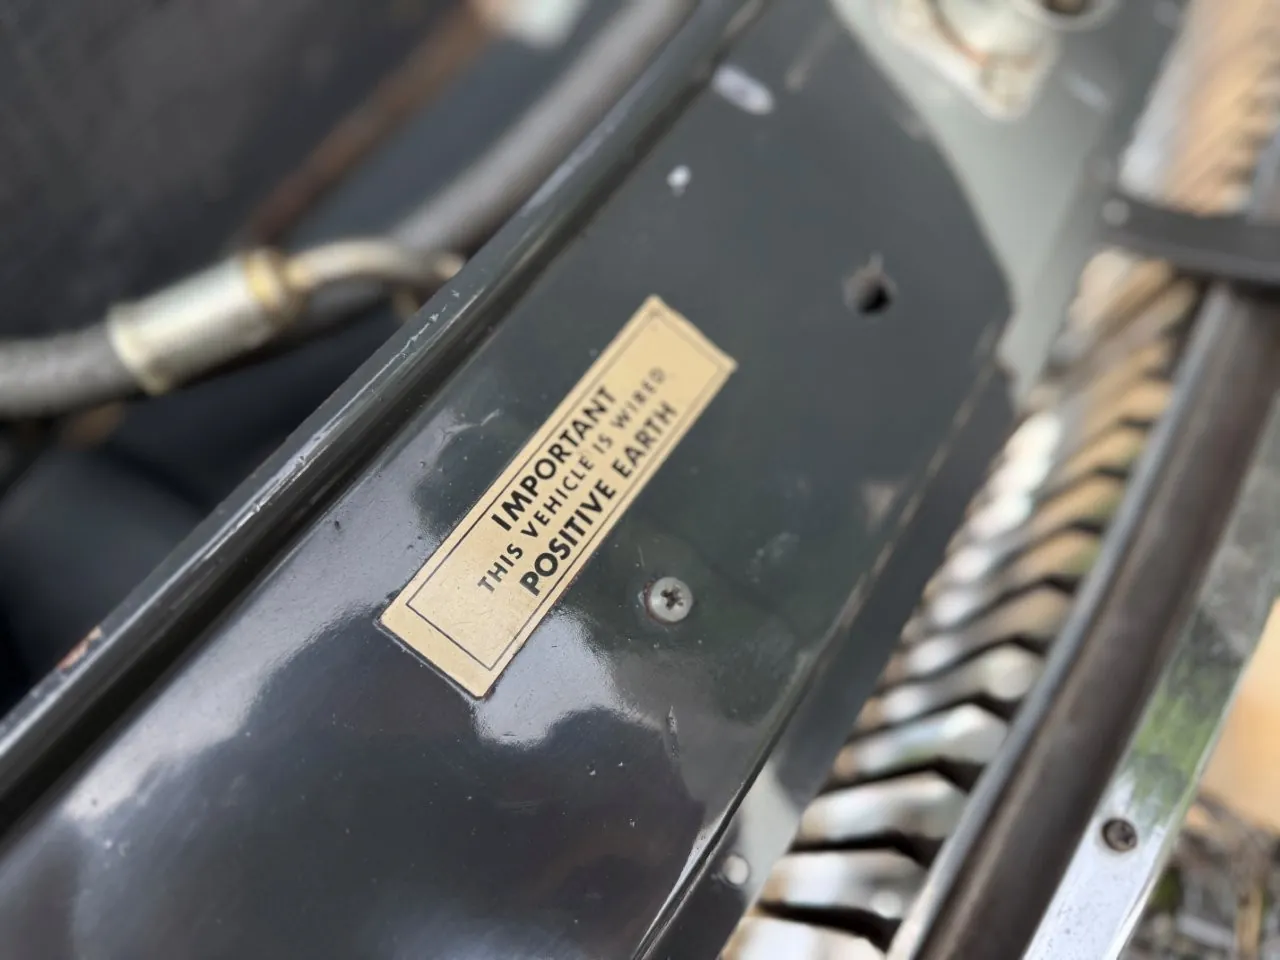 IMPORTANT
THIS VEHICLE IS WIRED
POSITIVE EARTH